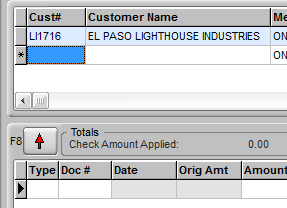 Cust# Customer Name Me
LI1716 EL PASO LIGHTHOUSE INDUSTRIES ON
* ON
F8 Totals
Check Amount Applied: 0.00
Type Doc # Date Orig Amt Amount